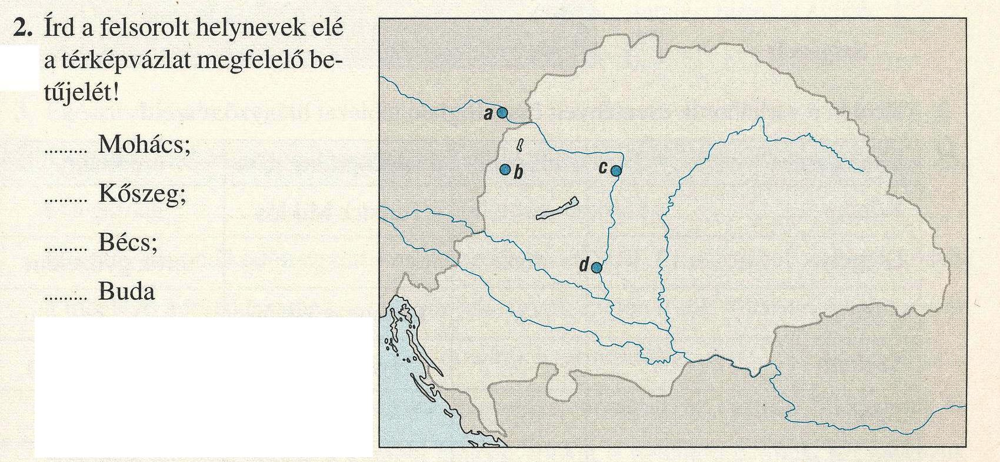 2. Írd a felsorolt helynevek elé
a térképvázlat megfelelő be-
tűjelét!
......... Mohács;
......... Kőszeg;
......... Bécs;
......... Buda
a
b
c
d